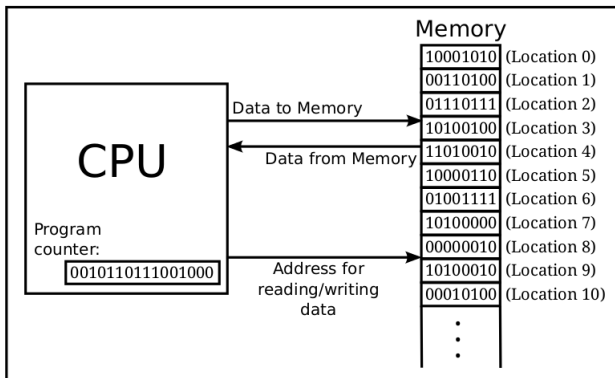 Memory
10001010 (Location 0)
00110100 (Location 1)
01110111 (Location 2)
10100100 (Location 3)
11010010 (Location 4)
10000110 (Location 5)
01001111 (Location 6)
10100000 (Location 7)
00000010 (Location 8)
10100010 (Location 9)
00010100 (Location 10)
Data to Memory
Data from Memory
CPU
Program
counter:
0010110111001000
Address for
reading/writing
data